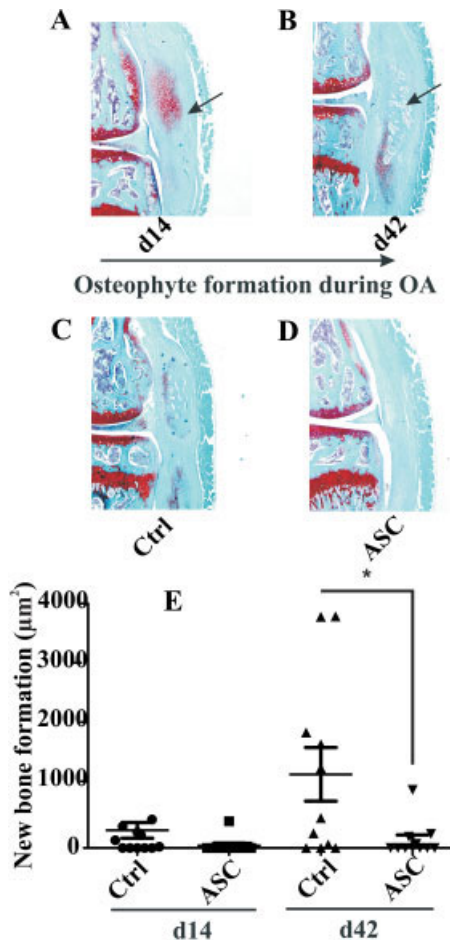 A B
d14 d42
Osteophyte formation during OA
C D
Ctrl ASC
E *
New bone formation (μm²)
4000
3000
2000
1000
0
Ctrl ASC Ctrl ASC
d14 d42